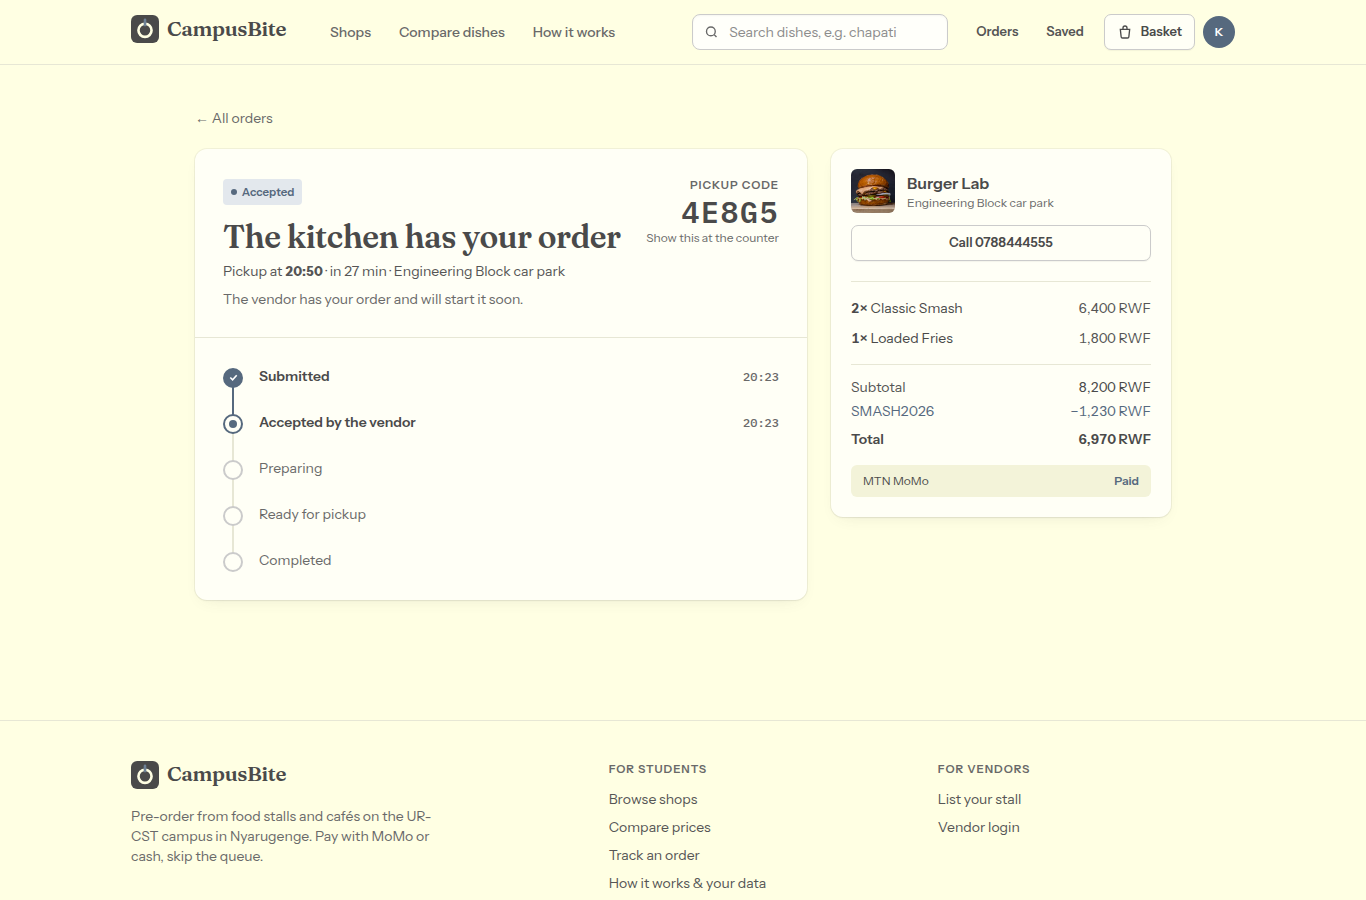 CampusBite
Shops
Compare dishes
How it works
Search dishes, e.g. chapati
Orders
Saved
Basket
K
← All orders
Accepted
The kitchen has your order
Pickup at 20:50 · in 27 min · Engineering Block car park
The vendor has your order and will start it soon.
PICKUP CODE
4E8G5
Show this at the counter
Submitted 20:23
Accepted by the vendor 20:23
Preparing
Ready for pickup
Completed
Burger Lab
Engineering Block car park
Call 0788444555
2× Classic Smash 6,400 RWF
1× Loaded Fries 1,800 RWF
Subtotal 8,200 RWF
SMASH2026 −1,230 RWF
Total 6,970 RWF
MTN MoMo Paid
CampusBite
Pre-order from food stalls and cafés on the UR-
CST campus in Nyarugenge. Pay with MoMo or
cash, skip the queue.
FOR STUDENTS
Browse shops
Compare prices
Track an order
How it works & your data
FOR VENDORS
List your stall
Vendor login